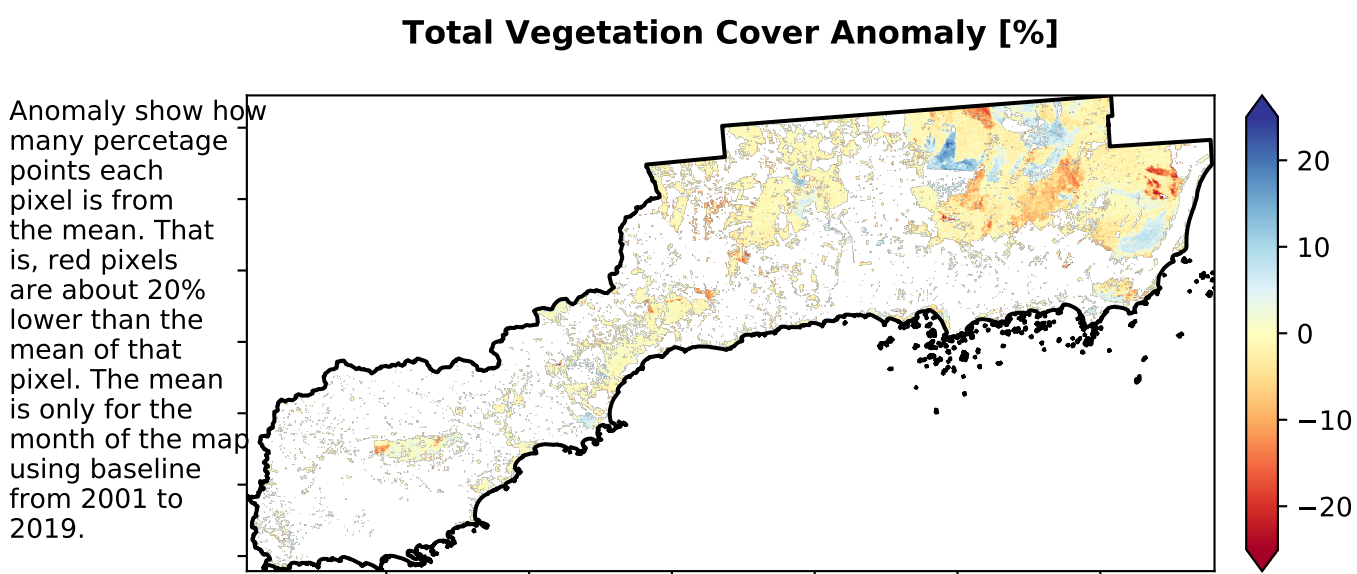 Total Vegetation Cover Anomaly [%]
Anomaly show how
many percetage
points each
pixel is from
the mean. That
is, red pixels
are about 20%
lower than the
mean of that
pixel. The mean
is only for the
month of the map
using baseline
from 2001 to
2019.
20
10
0
−10
−20